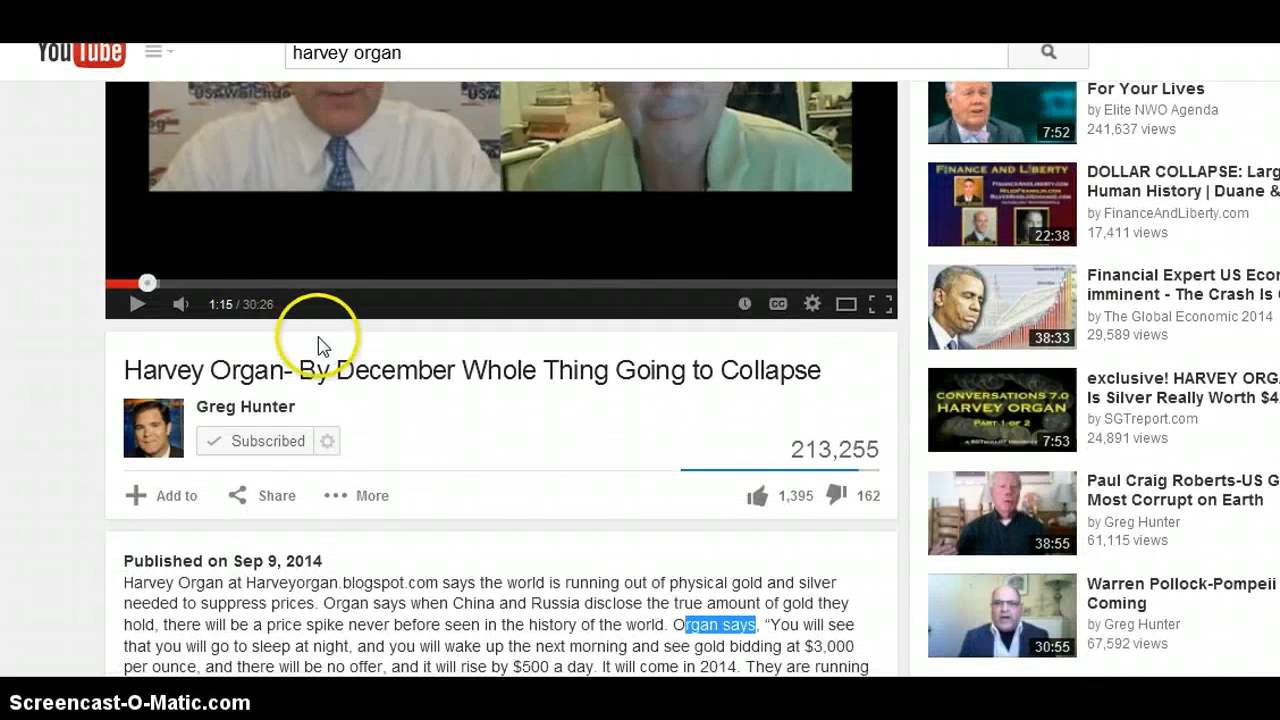 YouTube
harvey organ
USAWatchdo
USA
1:15 / 30:26
CC
Harvey Organ- By December Whole Thing Going to Collapse
Greg Hunter
Subscribed
213,255
Add to
Share
More
1,395
162
Published on Sep 9, 2014
Harvey Organ at Harveyorgan.blogspot.com says the world is running out of physical gold and silver
needed to suppress prices. Organ says when China and Russia disclose the true amount of gold they
hold, there will be a price spike never before seen in the history of the world. Organ says, “You will see
that you will go to sleep at night, and you will wake up the next morning and see gold bidding at $3,000
per ounce, and there will be no offer, and it will rise by $500 a day. It will come in 2014. They are running
For Your Lives
by Elite NWO Agenda
241,637 views
7:52
DOLLAR COLLAPSE: Larg
Human History | Duane &
by FinanceAndLiberty.com
17,411 views
FINANCE AND LIBERTY
22:38
Financial Expert US Econ
imminent - The Crash Is C
by The Global Economic 2014
29,589 views
38:33
exclusive! HARVEY ORGA
Is Silver Really Worth $4
by SGTreport.com
24,891 views
CONVERSATIONS 7.0
HARVEY ORGAN
PART 1 OF 2
7:53
Paul Craig Roberts-US G
Most Corrupt on Earth
by Greg Hunter
61,115 views
38:55
Warren Pollock-Pompeii
Coming
by Greg Hunter
67,592 views
30:55
Screencast-O-Matic.com